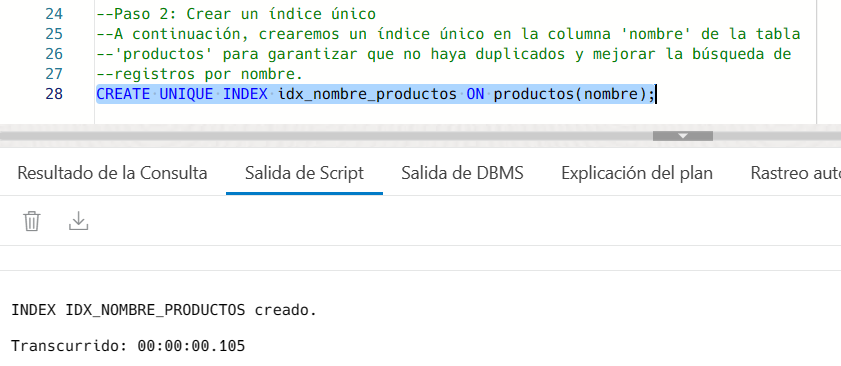 24 --Paso 2: Crear un índice único
25 --A continuación, crearemos un índice único en la columna 'nombre' de la tabla
26 --'productos' para garantizar que no haya duplicados y mejorar la búsqueda de
27 --registros por nombre.
28 CREATE UNIQUE INDEX idx_nombre_productos ON productos(nombre);
Resultado de la Consulta Salida de Script Salida de DBMS Explicación del plan Rastreo auto
INDEX IDX_NOMBRE_PRODUCTOS creado.
Transcurrido: 00:00:00.105